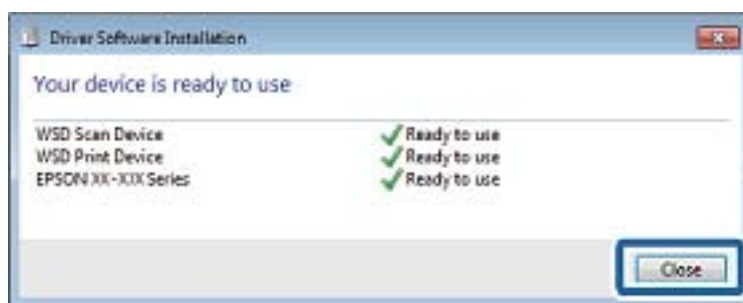 Driver Software Installation
Your device is ready to use
WSD Scan Device Ready to use
WSD Print Device Ready to use
EPSON XX-XXX Series Ready to use
Close